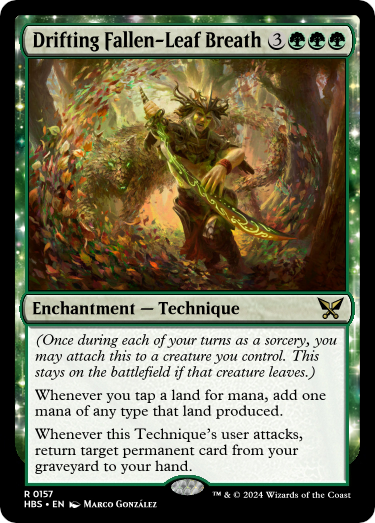 Drifting Fallen-Leaf Breath 3
Enchantment — Technique
(Once during each of your turns as a sorcery, you
may attach this to a creature you control. This
stays on the battlefield if that creature leaves.)
Whenever you tap a land for mana, add one
mana of any type that land produced.
Whenever this Technique's user attacks,
return target permanent card from your
graveyard to your hand.
R 0157
HBS • EN Marco González
™ & © 2024 Wizards of the Coast